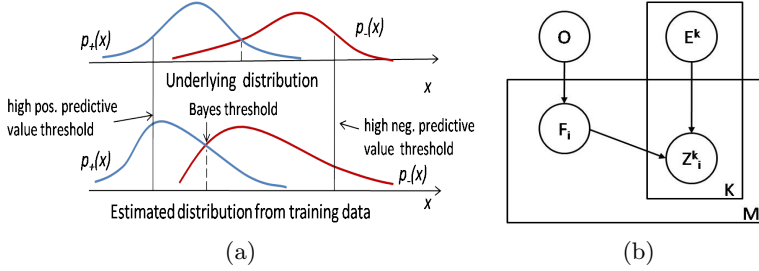 p₊(x)
p₋(x)
Underlying distribution
x
high pos. predictive
value threshold
Bayes threshold
high neg. predictive
value threshold
p₊(x)
p₋(x)
x
Estimated distribution from training data
(a)
O
Eᵏ
Fᵢ
Zᵏᵢ
K
M
(b)